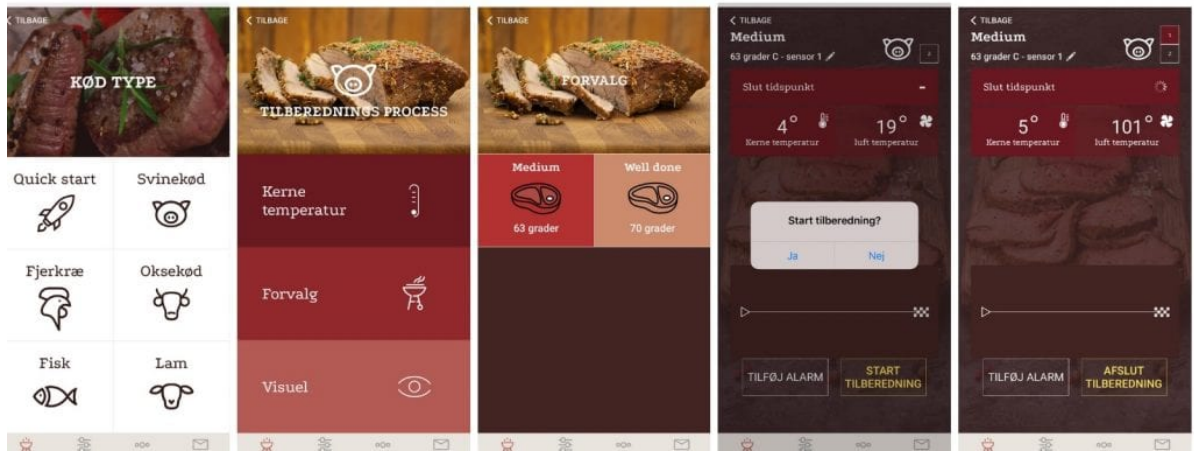 TILBAGE
KØD TYPE
Quick start
Svinekød
Fjerkræ
Oksekød
Fisk
Lam
TILBAGE
TILBEREDNINGS PROCESS
Kerne
temperatur
Forvalg
Visuel
TILBAGE
FORVALG
Medium
Well done
63 grader
70 grader
TILBAGE
Medium
63 grader C - sensor 1
2
Slut tidspunkt
-
4°
19°
Kerne temperatur
luft temperatur
Start tilberedning?
Ja
Nej
TILFØJ ALARM
START
TILBEREDNING
TILBAGE
Medium
63 grader C - sensor 1
1
2
Slut tidspunkt
5°
101°
Kerne temperatur
luft temperatur
TILFØJ ALARM
AFSLUT
TILBEREDNING